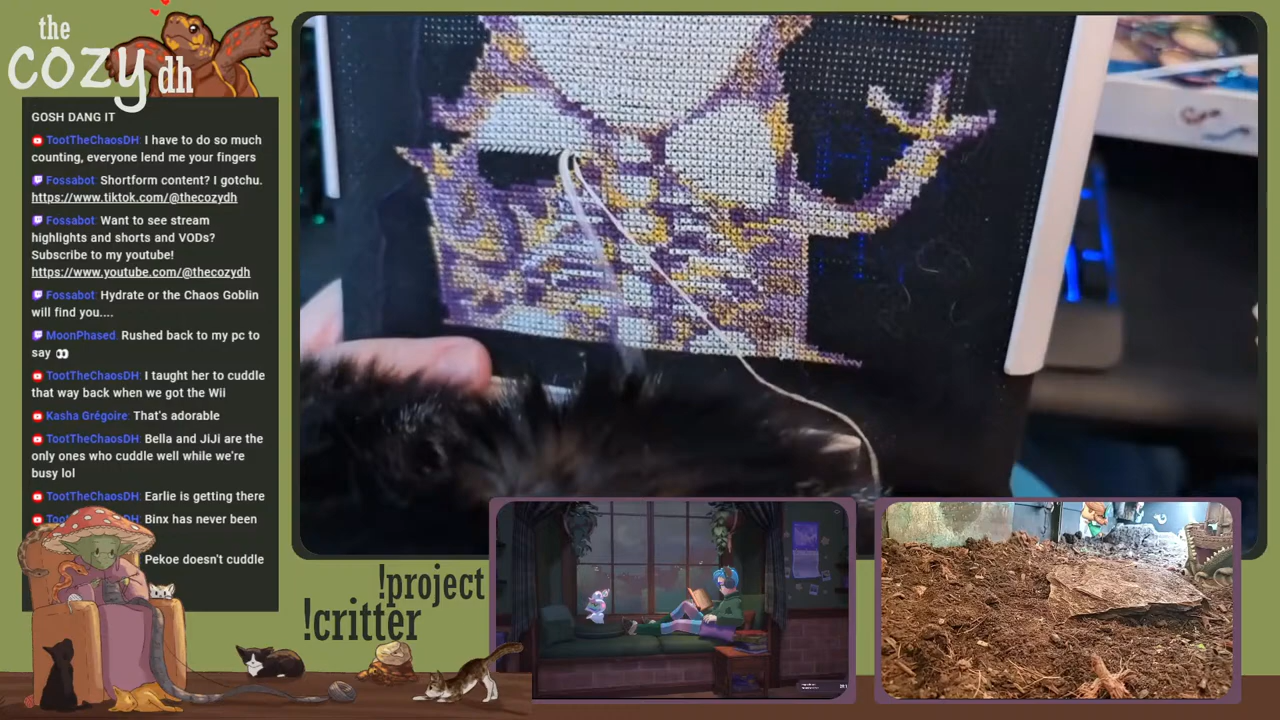 the
cozy dh
GOSH DANG IT
TootTheChaosDH: I have to do so much
counting, everyone lend me your fingers
Fossabot: Shortform content? I gotchu.
https://www.tiktok.com/@thecozydh
Fossabot: Want to see stream
highlights and shorts and VODs?
Subscribe to my youtube!
https://www.youtube.com/@thecozydh
Fossabot: Hydrate or the Chaos Goblin
will find you....
MoonPhased: Rushed back to my pc to
say 👀
TootTheChaosDH: I taught her to cuddle
that way back when we got the Wii
Kasha Grégoire: That's adorable
TootTheChaosDH: Bella and JiJi are the
only ones who cuddle well while we're
busy lol
TootTheChaosDH: Earlie is getting there
Binx has never been
Pekoe doesn't cuddle
!project
!critter